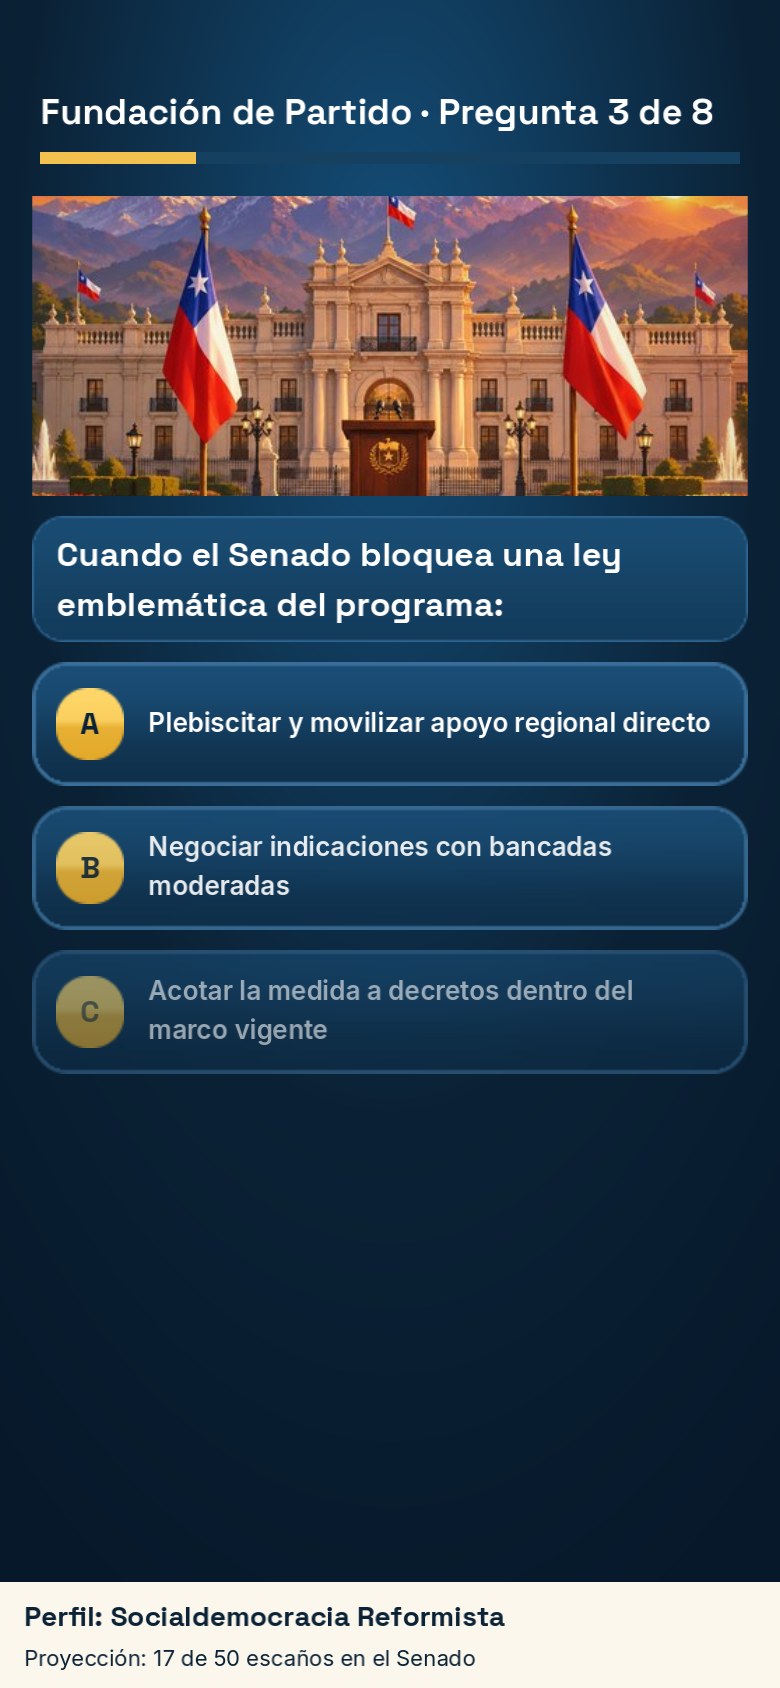 Fundación de Partido · Pregunta 3 de 8
Cuando el Senado bloquea una ley
emblemática del programa:
A
Plebiscitar y movilizar apoyo regional directo
B
Negociar indicaciones con bancadas
moderadas
C
Acotar la medida a decretos dentro del
marco vigente
Perfil: Socialdemocracia Reformista
Proyección: 17 de 50 escaños en el Senado